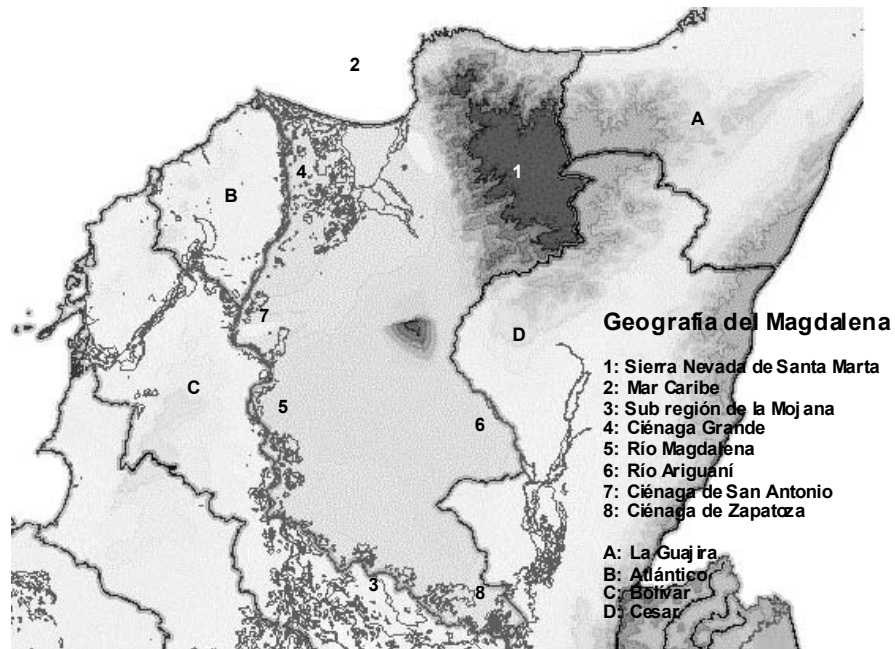 2
A
4
1
B
7
D
C
5
6
3
8
Geografía del Magdalena
1: Sierra Nevada de Santa Marta
2: Mar Caribe
3: Sub región de la Mojana
4: Ciénaga Grande
5: Río Magdalena
6: Río Ariguaní
7: Ciénaga de San Antonio
8: Ciénaga de Zapatoza
A: La Guajira
B: Atlántico
C: Bolívar
D: Cesar